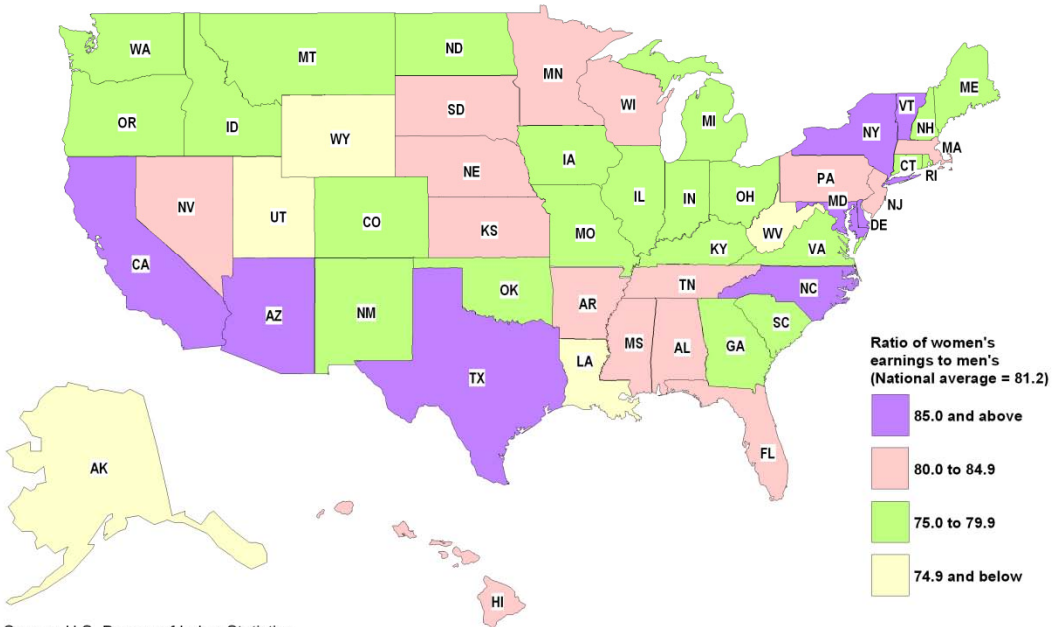 WA
MT
ND
MN
ME
VT
NH
NY
MA
OR
ID
SD
WI
MI
CT
RI
WY
IA
NE
PA
NJ
NV
UT
CO
IL
IN
OH
MD
DE
CA
KS
MO
WV
VA
KY
AZ
NM
OK
AR
TN
NC
SC
MS
AL
GA
LA
TX
FL
AK
HI
Ratio of women's
earnings to men's
(National average = 81.2)
85.0 and above
80.0 to 84.9
75.0 to 79.9
74.9 and below